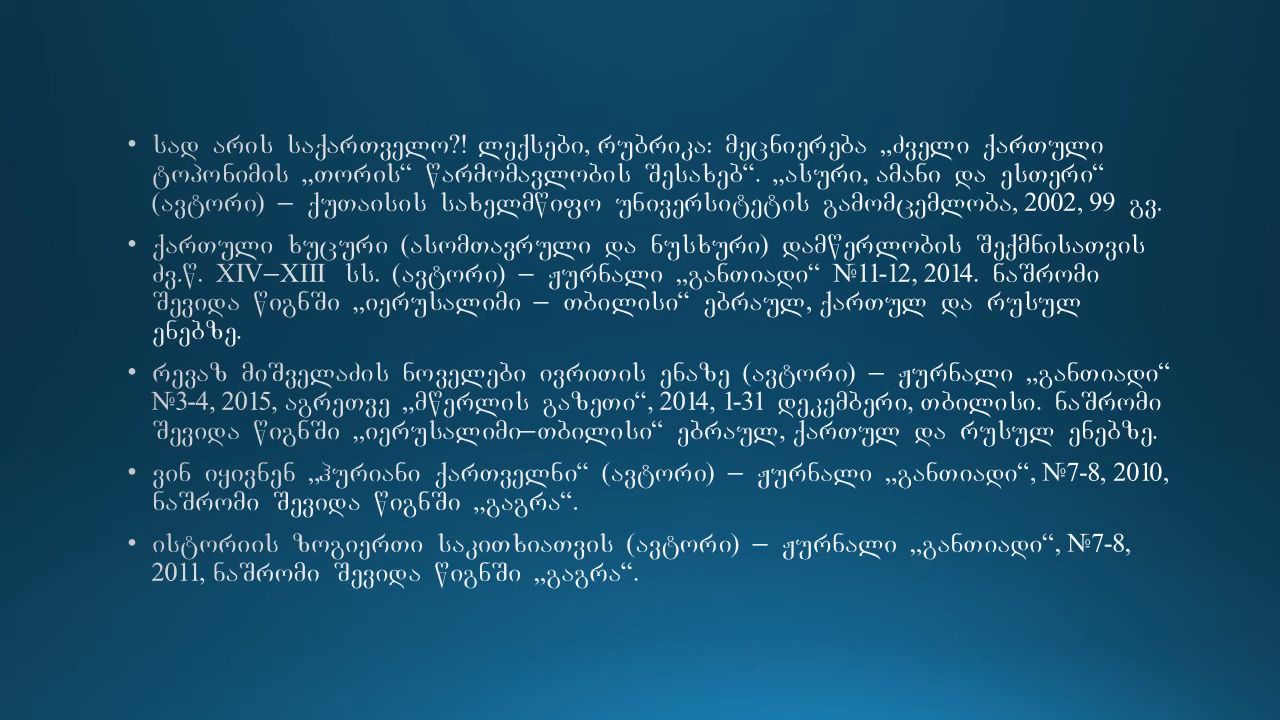 • სად არის საქართველო?! ლექსები, რუბრიკა: მეცნიერება „ძველი ქართული
ტოპონიმის „თორის“ წარმომავლობის შესახებ“. „ასური, ამანი და ესთერი“
(ავტორი) – ქუთაისის სახელმწიფო უნივერსიტეტის გამომცემლობა, 2002, 99 გვ.
• ქართული ხუცური (ასომთავრული და ნუსხური) დამწერლობის შექმნისათვის
ძვ.წ. XIV–XIII სს. (ავტორი) – ჟურნალი „განთიადი“ №11-12, 2014. ნაშრომი
შევიდა წიგნში „იერუსალიმი – თბილისი“ ებრაულ, ქართულ და რუსულ
ენებზე.
• რევაზ მიშველაძის ნოველები ივრითის ენაზე (ავტორი) – ჟურნალი „განთიადი“
№3-4, 2015, აგრეთვე „მწერლის გაზეთი“, 2014, 1-31 დეკემბერი, თბილისი. ნაშრომი
შევიდა წიგნში „იერუსალიმი–თბილისი“ ებრაულ, ქართულ და რუსულ ენებზე.
• ვინ იყივნენ „ჰურიანი ქართველნი“ (ავტორი) – ჟურნალი „განთიადი“, №7-8, 2010,
ნაშრომი შევიდა წიგნში „გაგრა“.
• ისტორიის ზოგიერთი საკითხიათვის (ავტორი) – ჟურნალი „განთიადი“, №7-8,
2011, ნაშრომი შევიდა წიგნში „გაგრა“.